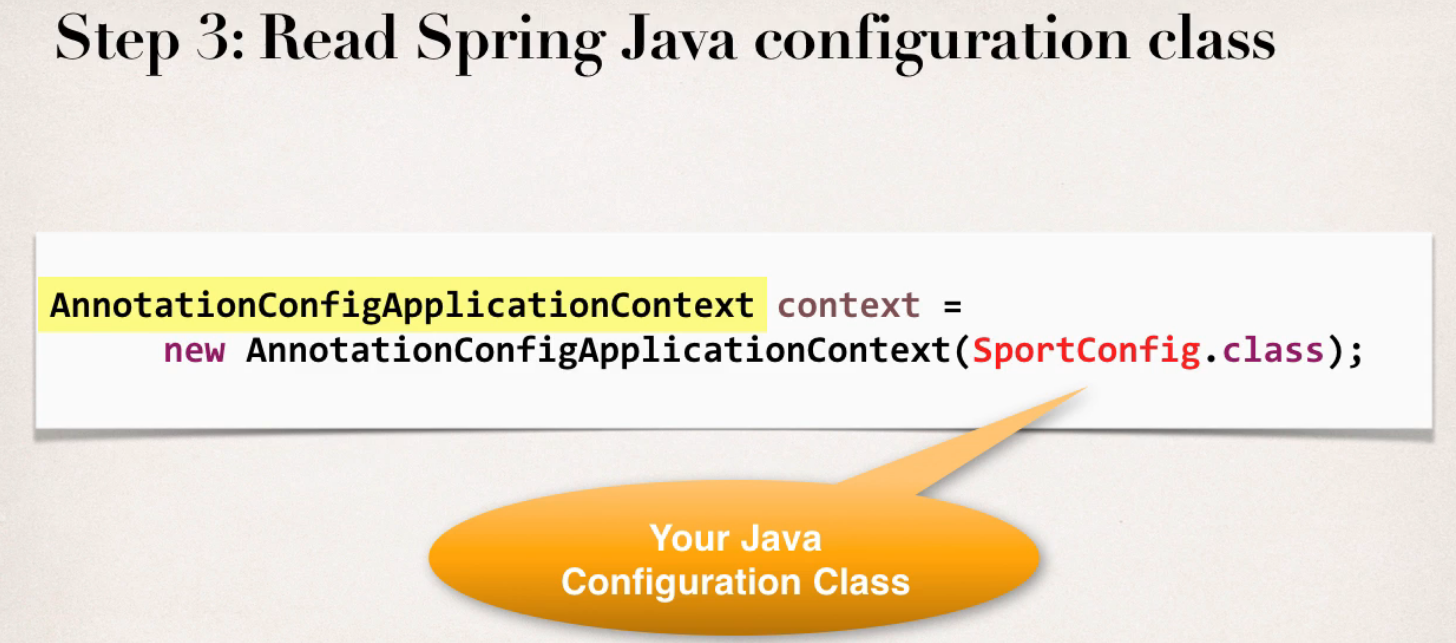 Step 3: Read Spring Java configuration class
AnnotationConfigApplicationContext context =
new AnnotationConfigApplicationContext(SportConfig.class);
Your Java
Configuration Class